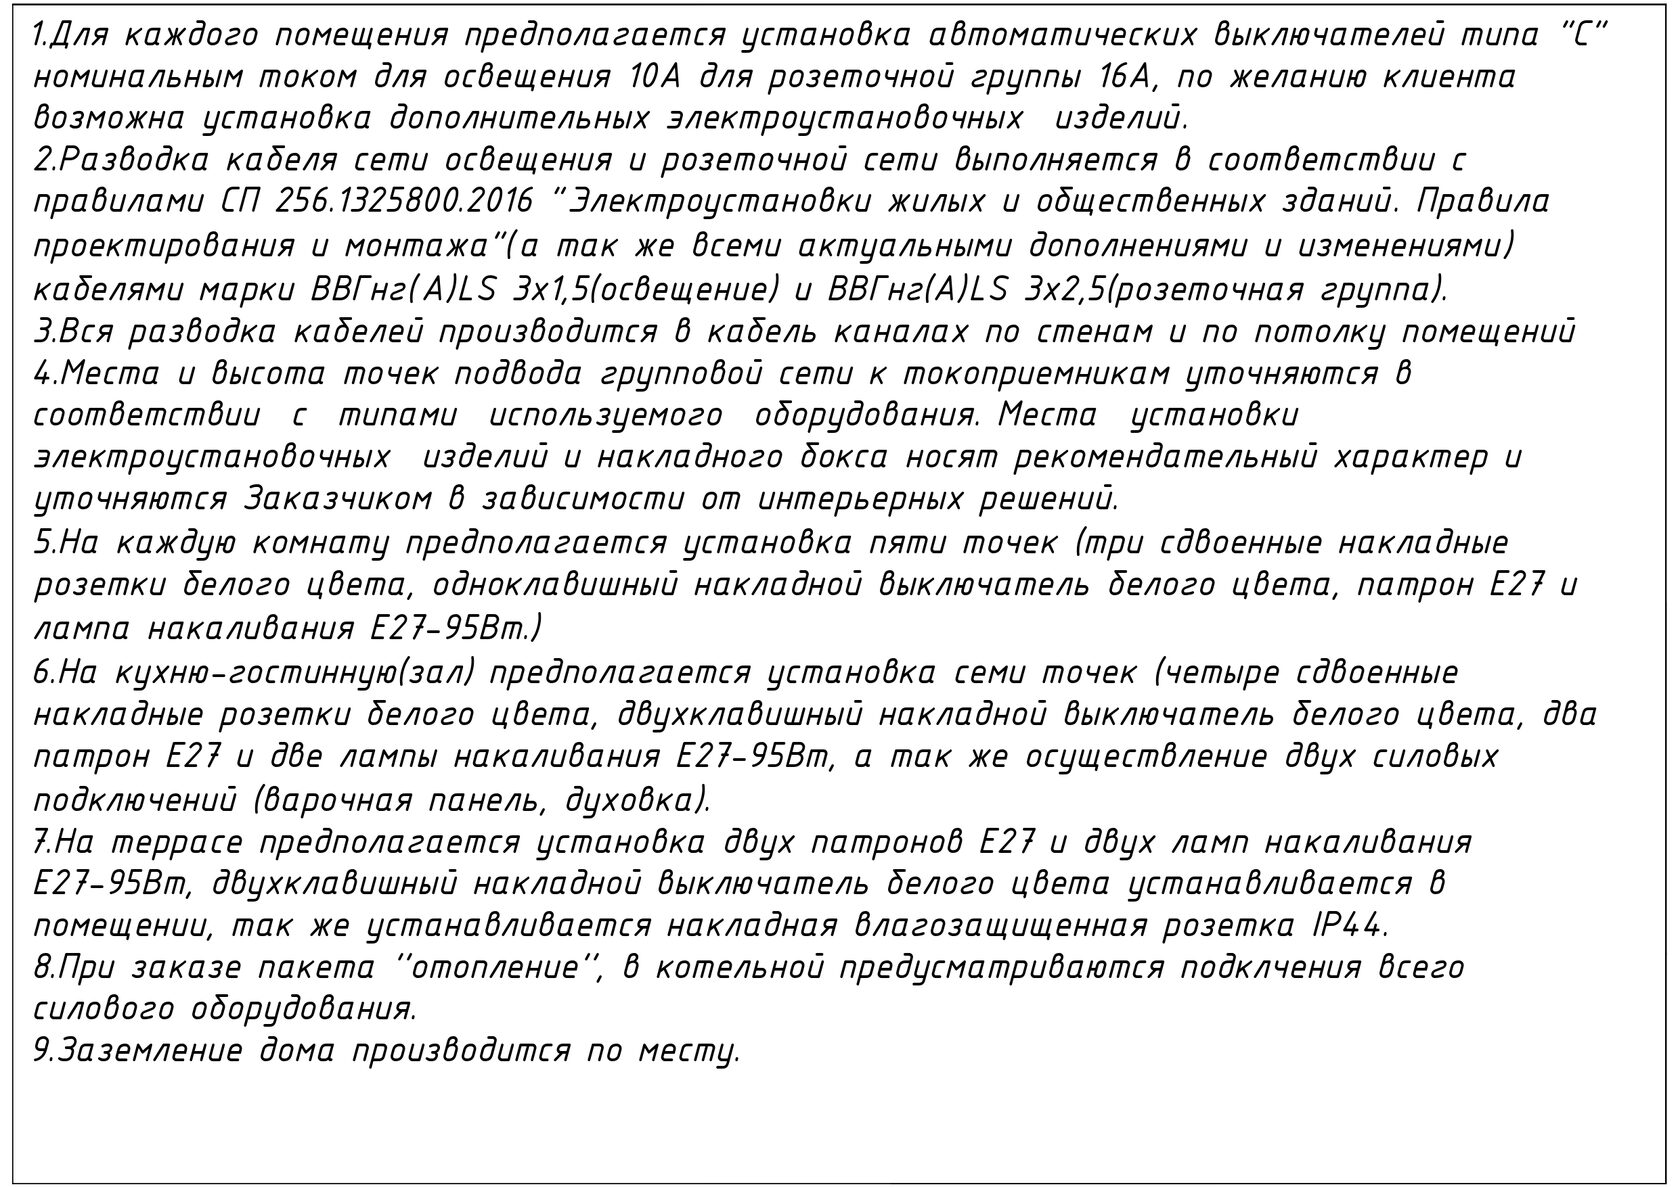 1.Для каждого помещения предполагается установка автоматических выключателей типа "С"
номинальным током для освещения 10А для розеточной группы 16А, по желанию клиента
возможна установка дополнительных электроустановочных изделий.
2.Разводка кабеля сети освещения и розеточной сети выполняется в соответствии с
правилами СП 256.1325800.2016 "Электроустановки жилых и общественных зданий. Правила
проектирования и монтажа"(а так же всеми актуальными дополнениями и изменениями)
кабелями марки ВВГнг(А)LS 3х1,5(освещение) и ВВГнг(А)LS 3х2,5(розеточная группа).
3.Вся разводка кабелей производится в кабель каналах по стенам и по потолку помещений
4.Места и высота точек подвода групповой сети к токоприемникам уточняются в
соответствии с типами используемого оборудования. Места установки
электроустановочных изделий и накладного бокса носят рекомендательный характер и
уточняются Заказчиком в зависимости от интерьерных решений.
5.На каждую комнату предполагается установка пяти точек (три сдвоенные накладные
розетки белого цвета, одноклавишный накладной выключатель белого цвета, патрон Е27 и
лампа накаливания Е27-95Вт.)
6.На кухню-гостинную(зал) предполагается установка семи точек (четыре сдвоенные
накладные розетки белого цвета, двухклавишный накладной выключатель белого цвета, два
патрон Е27 и две лампы накаливания Е27-95Вт, а так же осуществление двух силовых
подключений (варочная панель, духовка).
7.На террасе предполагается установка двух патронов Е27 и двух ламп накаливания
Е27-95Вт, двухклавишный накладной выключатель белого цвета устанавливается в
помещении, так же устанавливается накладная влагозащищенная розетка IP44.
8.При заказе пакета ''отопление'', в котельной предусматриваются подклчения всего
силового оборудования.
9.Заземление дома производится по месту.